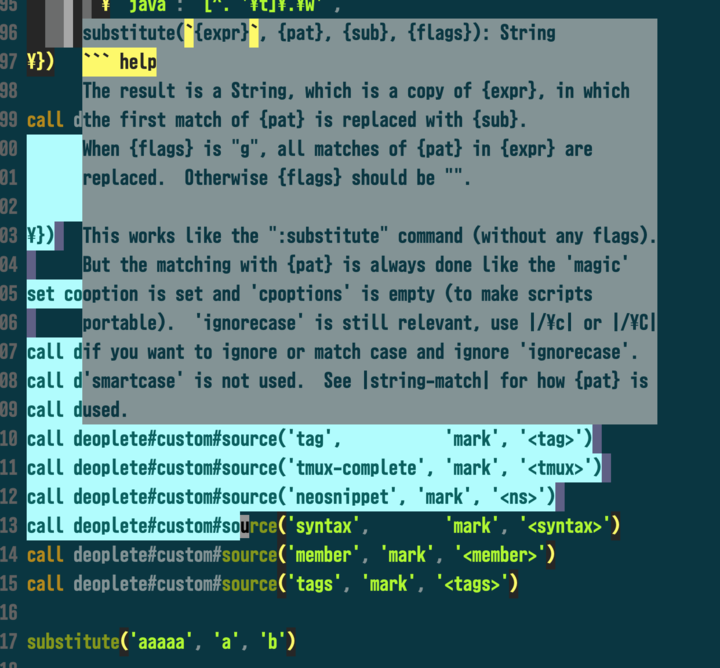 95 ¥ 'java': '[^. ¥t]¥.¥w',
96 substitute(`{expr}`, {pat}, {sub}, {flags}): String
97 ¥}) ``` help
98 The result is a String, which is a copy of {expr}, in which
99 call d the first match of {pat} is replaced with {sub}.
00 When {flags} is "g", all matches of {pat} in {expr} are
01 replaced.  Otherwise {flags} should be "".
02
03 ¥}) This works like the ":substitute" command (without any flags).
04 But the matching with {pat} is always done like the 'magic'
05 set co option is set and 'cpoptions' is empty (to make scripts
06 portable).  'ignorecase' is still relevant, use |/¥c| or |/¥C|
07 call d if you want to ignore or match case and ignore 'ignorecase'.
08 call d 'smartcase' is not used.  See |string-match| for how {pat} is
09 call d used.
10 call deoplete#custom#source('tag',           'mark', '<tag>')
11 call deoplete#custom#source('tmux-complete', 'mark', '<tmux>')
12 call deoplete#custom#source('neosnippet', 'mark', '<ns>')
13 call deoplete#custom#source('syntax',        'mark', '<syntax>')
14 call deoplete#custom#source('member', 'mark', '<member>')
15 call deoplete#custom#source('tags', 'mark', '<tags>')
16
17 substitute('aaaaa', 'a', 'b')